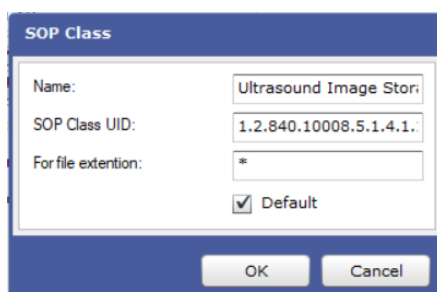 SOP Class
Name: Ultrasound Image Stor
SOP Class UID: 1.2.840.10008.5.1.4.1.
For file extention: *
Default
OK Cancel